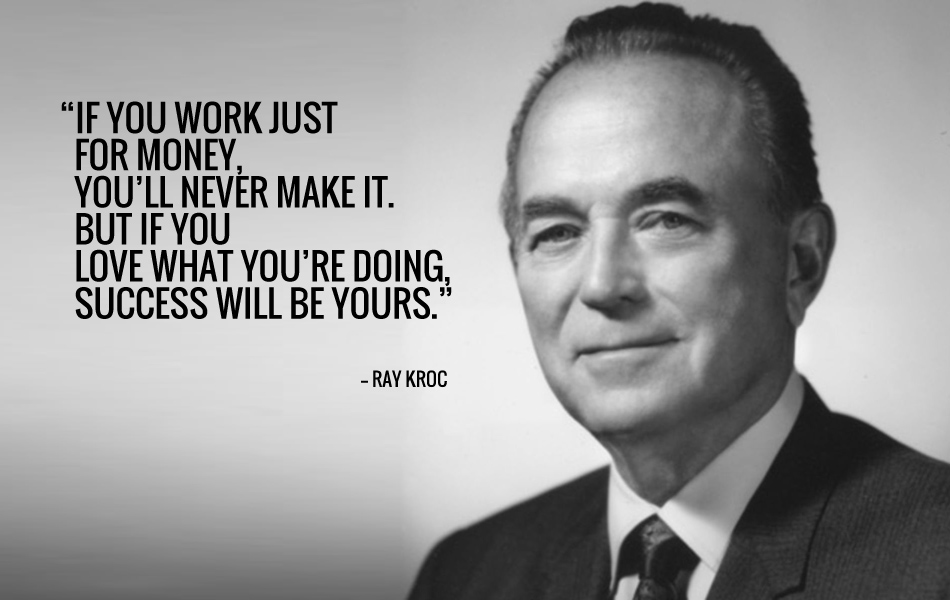 “IF YOU WORK JUST
FOR MONEY,
YOU’LL NEVER MAKE IT.
BUT IF YOU
LOVE WHAT YOU’RE DOING,
SUCCESS WILL BE YOURS.”
– RAY KROC